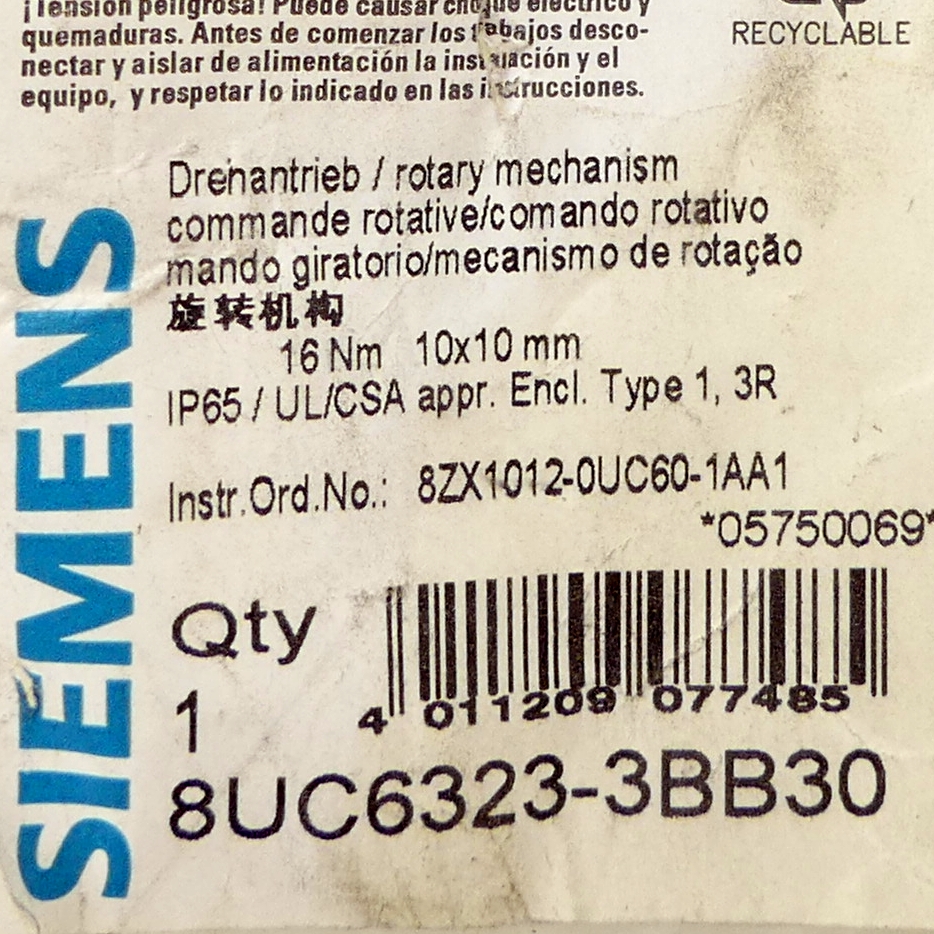 ¡Tensión peligrosa! Puede causar choque eléctrico y
quemaduras. Antes de comenzar los trabajos desco-
nectar y aislar de alimentación la instalación y el
equipo, y respetar lo indicado en las instrucciones.
RECYCLABLE
SIEMENS
Drehantrieb / rotary mechanism
commande rotative/comando rotativo
mando giratorio/mecanismo de rotação
旋转机构
16 Nm 10x10 mm
IP65 / UL/CSA appr. Encl. Type 1, 3R
Instr.Ord.No.: 8ZX1012-0UC60-1AA1
*05750069*
Qty
1
4 011209 077485
8UC6323-3BB30